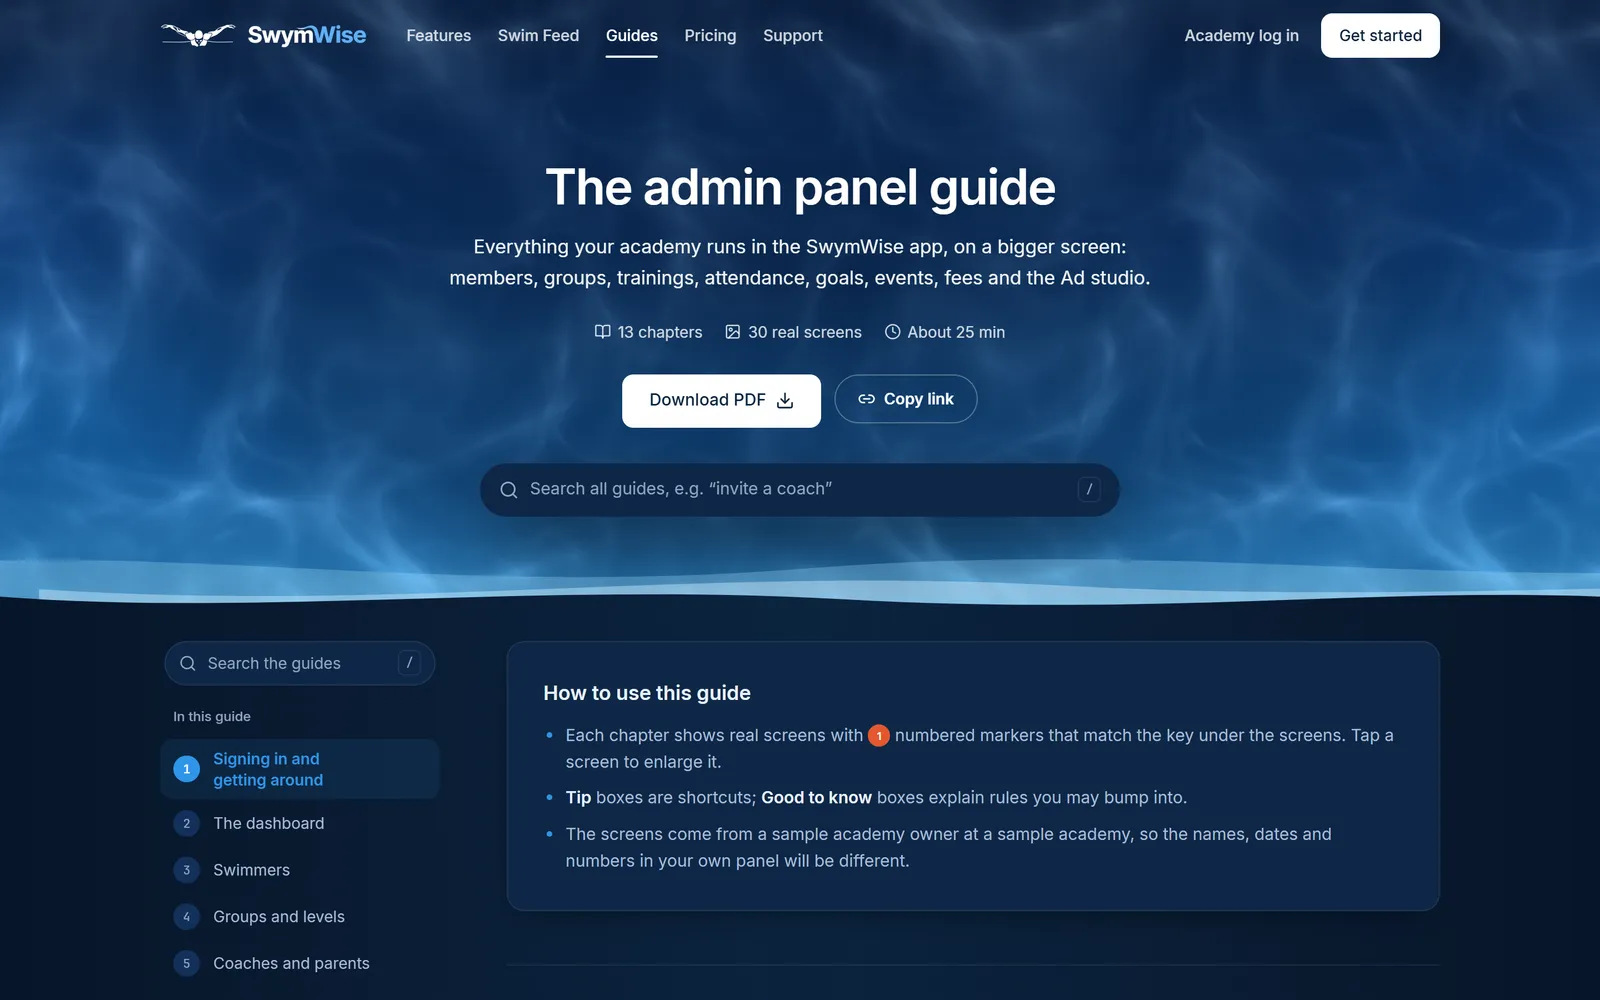 SwymWise
Features
Swim Feed
Guides
Pricing
Support
Academy log in
Get started
The admin panel guide
Everything your academy runs in the SwymWise app, on a bigger screen:
members, groups, trainings, attendance, goals, events, fees and the Ad studio.
13 chapters
30 real screens
About 25 min
Download PDF
Copy link
Search all guides, e.g. “invite a coach”
/
Search the guides
/
In this guide
1
Signing in and
getting around
2
The dashboard
3
Swimmers
4
Groups and levels
5
Coaches and parents
How to use this guide
• Each chapter shows real screens with 1 numbered markers that match the key under the screens. Tap a
screen to enlarge it.
• Tip boxes are shortcuts; Good to know boxes explain rules you may bump into.
• The screens come from a sample academy owner at a sample academy, so the names, dates and
numbers in your own panel will be different.